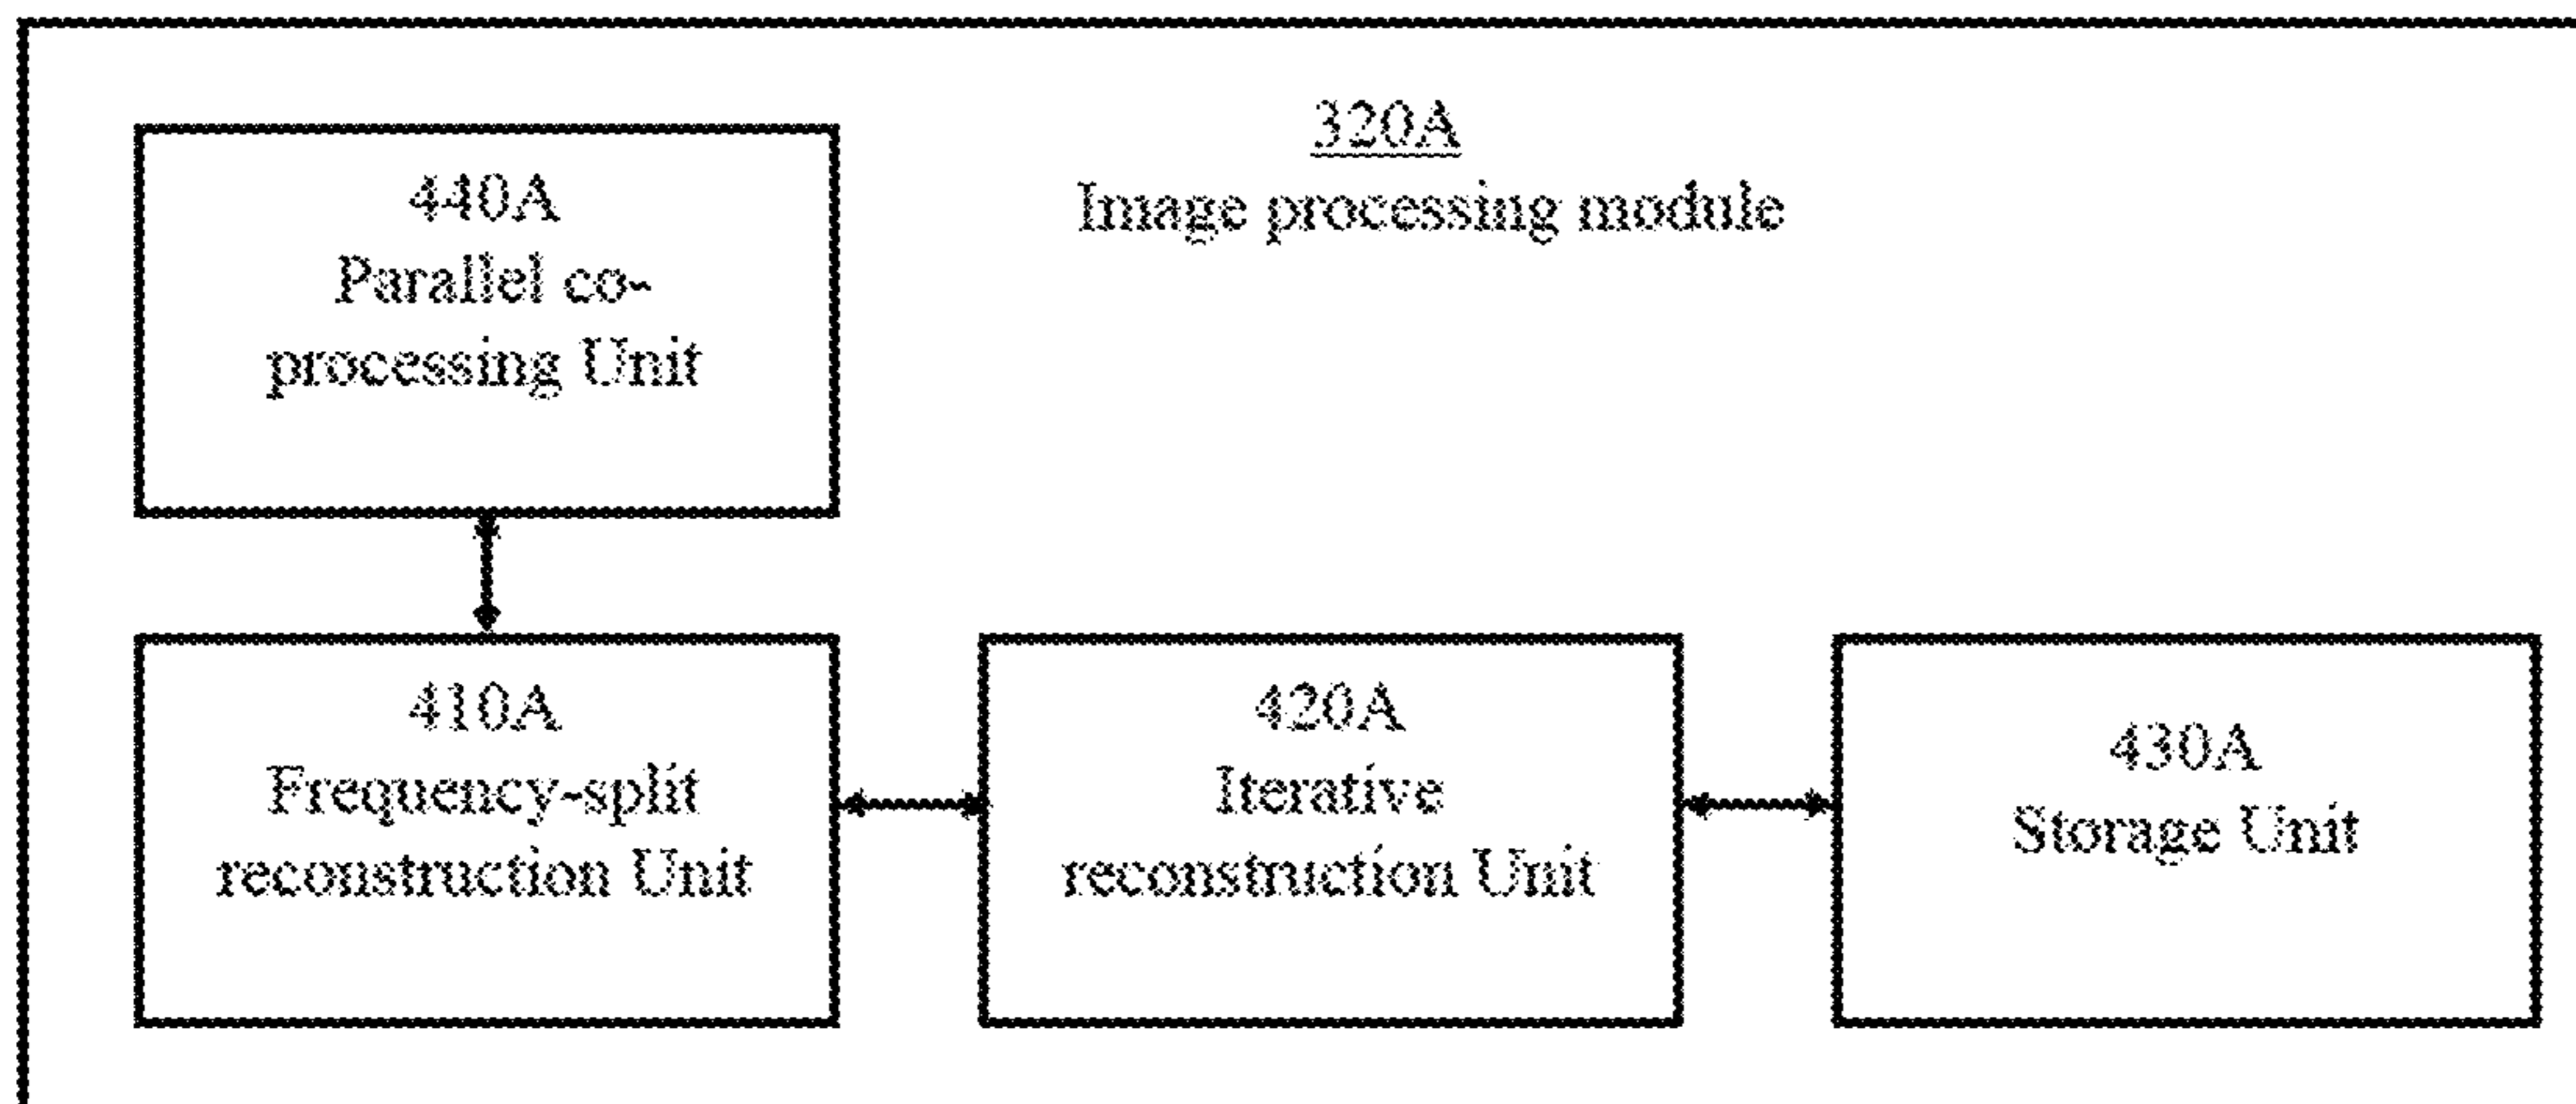 320A
Image processing module
440A
Parallel co-
processing Unit
410A
Frequency-split
reconstruction Unit
420A
Iterative
reconstruction Unit
430A
Storage Unit